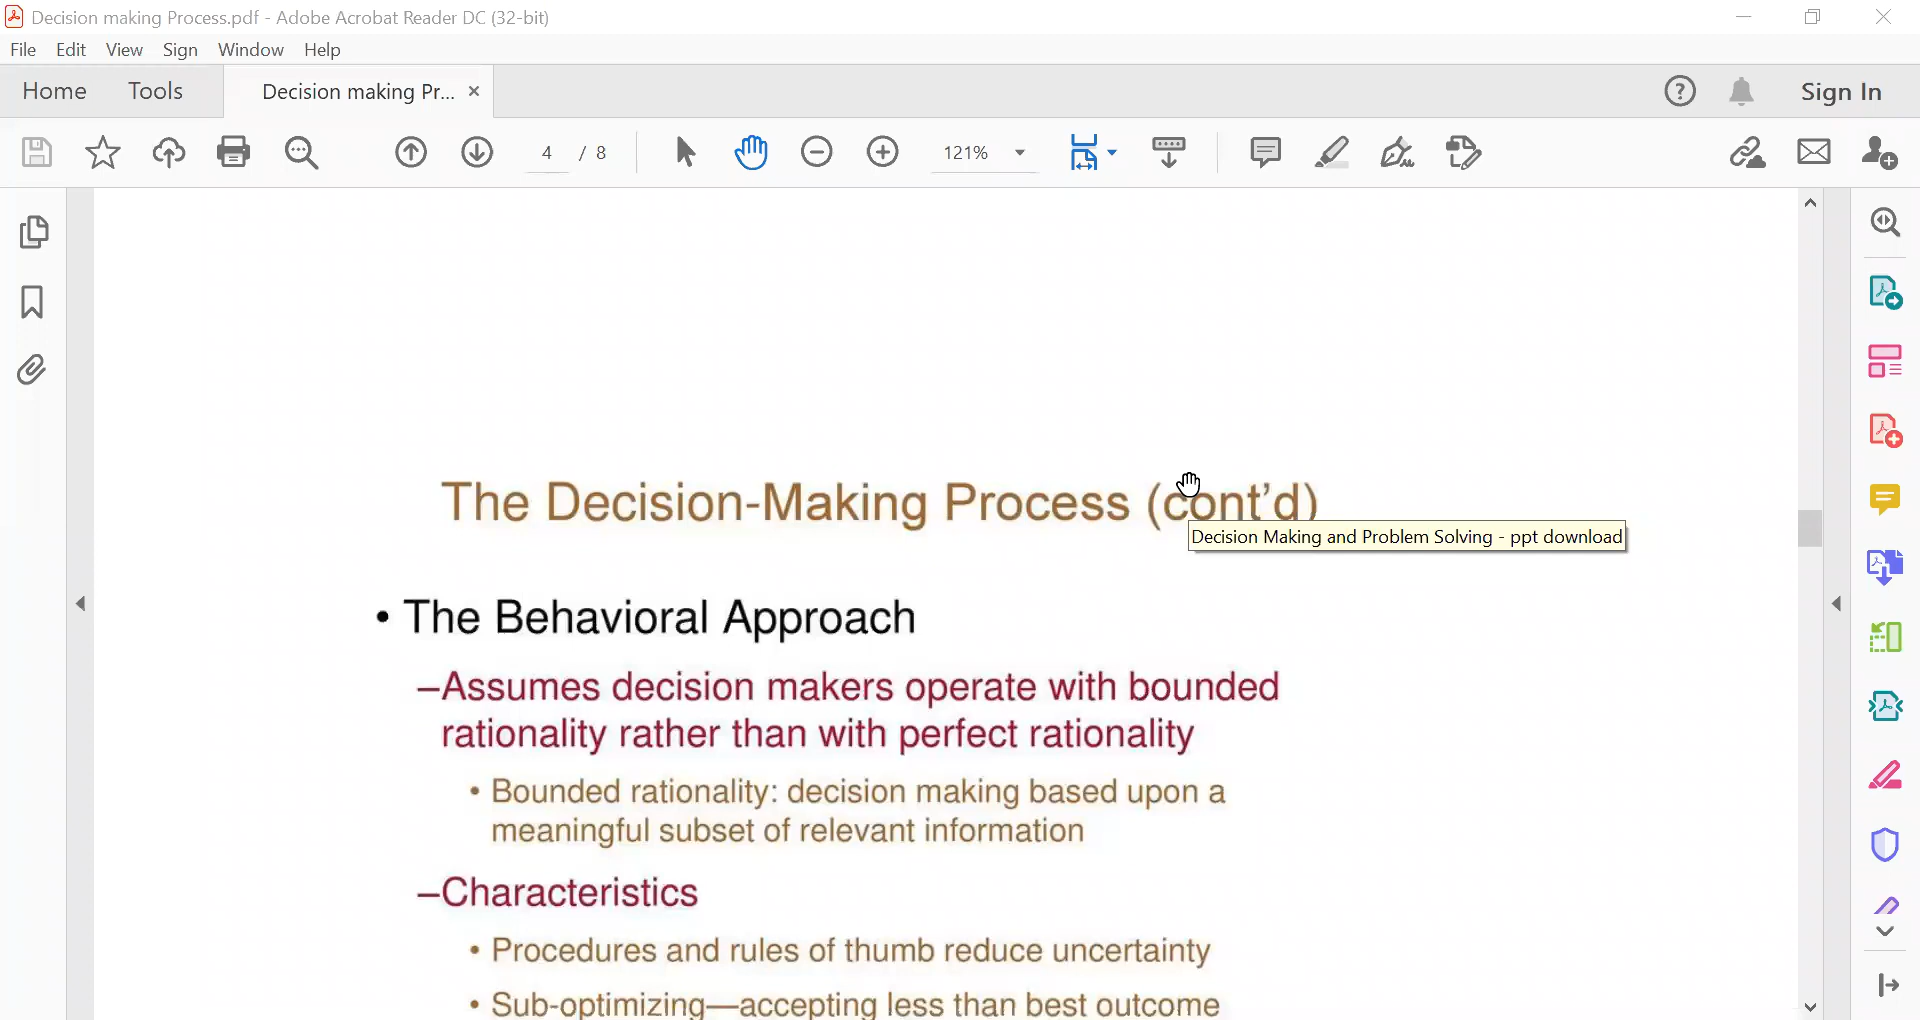 Decision making Process.pdf - Adobe Acrobat Reader DC (32-bit)
File Edit View Sign Window Help
Home Tools Decision making Pr... Sign In
4 / 8 121%
The Decision-Making Process (cont'd)
Decision Making and Problem Solving - ppt download
• The Behavioral Approach
–Assumes decision makers operate with bounded
rationality rather than with perfect rationality
• Bounded rationality: decision making based upon a
meaningful subset of relevant information
–Characteristics
• Procedures and rules of thumb reduce uncertainty
• Sub-optimizing—accepting less than best outcome